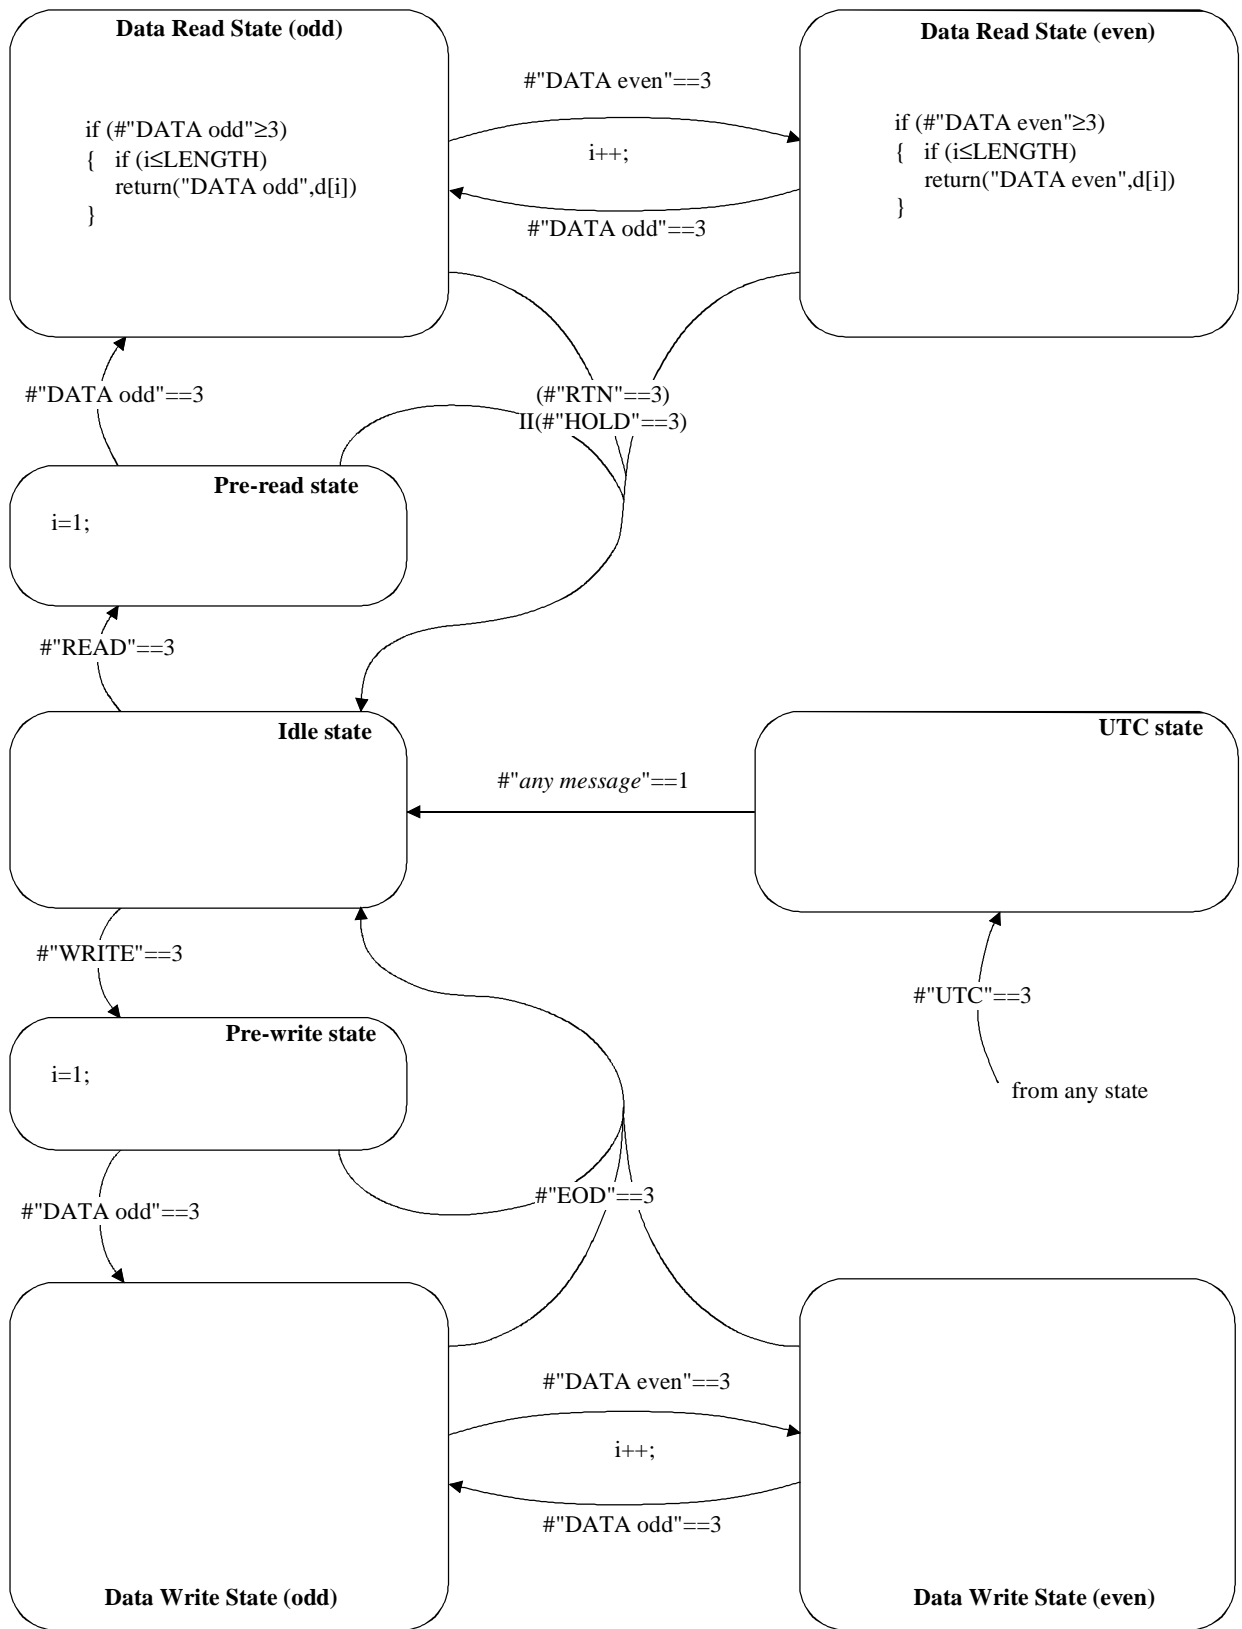 Data Read State (odd)
if (#"DATA odd"≥3)
{ if (i≤LENGTH)
return("DATA odd",d[i])
}
#"DATA even"==3
i++;
#"DATA odd"==3
Data Read State (even)
if (#"DATA even"≥3)
{ if (i≤LENGTH)
return("DATA even",d[i])
}
#"DATA odd"==3
(#"RTN"==3)
II(#"HOLD"==3)
Pre-read state
i=1;
#"READ"==3
Idle state
#"any message"==1
UTC state
#"WRITE"==3
#"UTC"==3
from any state
Pre-write state
i=1;
#"DATA odd"==3
#"EOD"==3
#"DATA even"==3
i++;
#"DATA odd"==3
Data Write State (odd)
Data Write State (even)